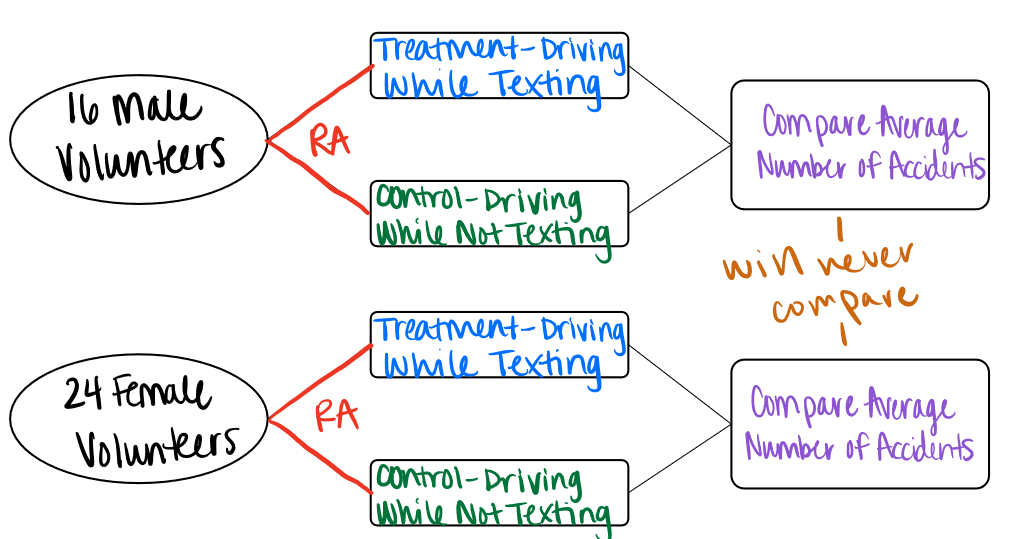 16 Male
Volunteers
RA
Treatment-Driving
While Texting
Control-Driving
While Not Texting
Compare Average
Number of Accidents
will never
compare
24 Female
Volunteers
RA
Treatment-Driving
While Texting
Control-Driving
While Not Texting
Compare Average
Number of Accidents